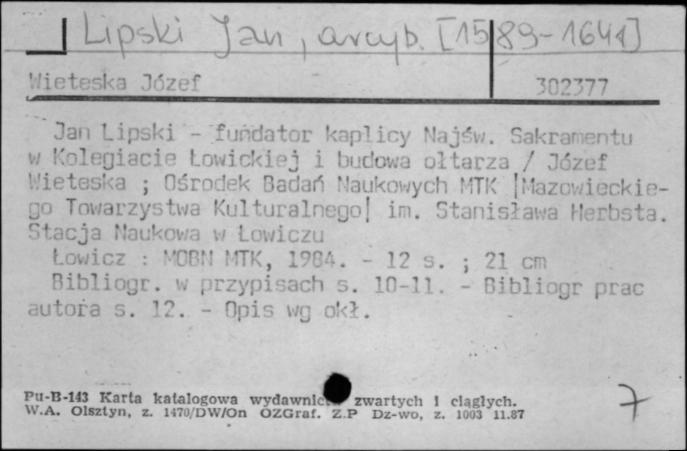 Lipski Jan, arcyb. [1589-1641]
Wieteska Józef 302377
Jan Lipski - fundator kaplicy Najśw. Sakramentu
w Kolegiacie Łowickiej i budowa ołtarza / Józef
Wieteska ; Ośrodek Badań Naukowych MTK |Mazowieckie-
go Towarzystwa Kulturalnego| im. Stanisława Herbsta.
Stacja Naukowa w Łowiczu
Łowicz : MOBN MTK, 1984. - 12 s. ; 21 cm
Bibliogr. w przypisach s. 10-11. - Bibliogr prac
autora s. 12. - Opis wg okł.
Pu-B-143 Karta katalogowa zwartych i ciągłych.
W.A. Olsztyn, z. 1470/DW/On OZGraf. Z.P Dz-wo, z. 1003 11.87
7